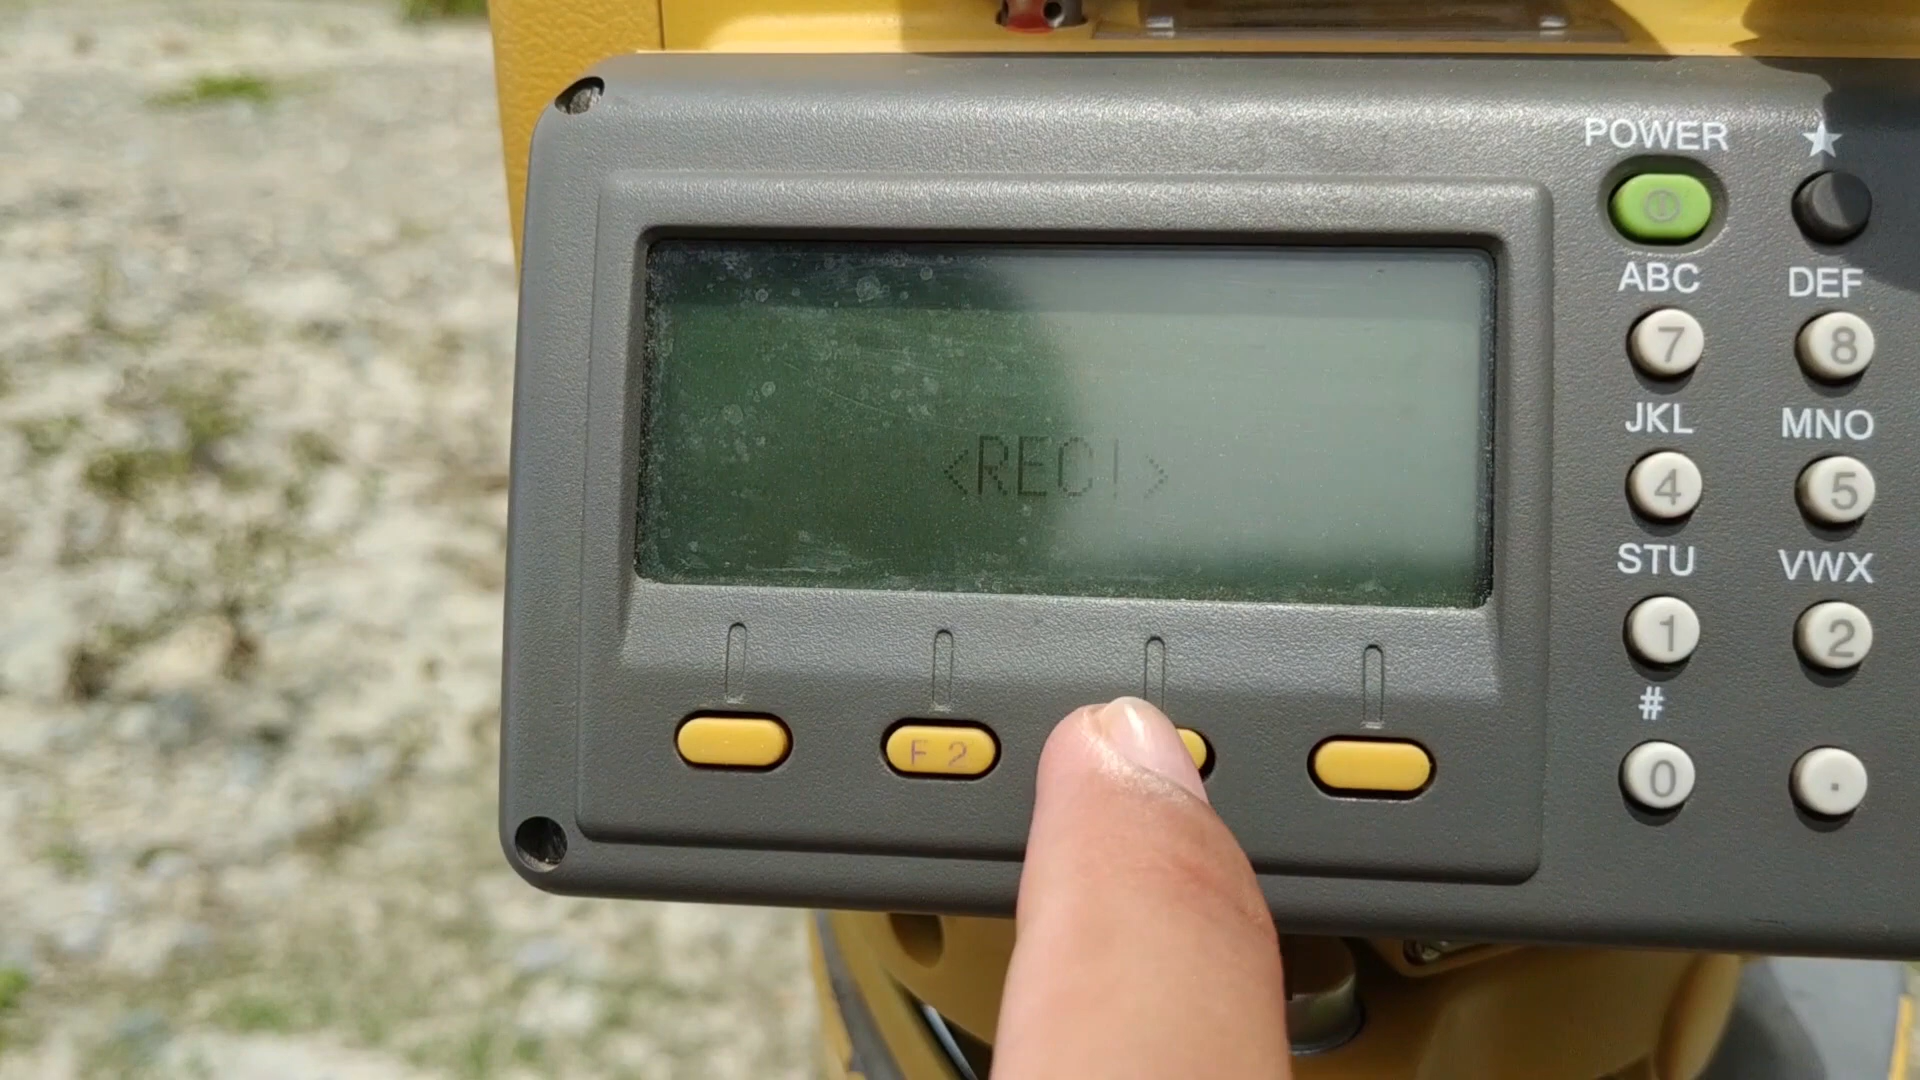 POWER ★
ABC DEF
7 8
<REC!>
JKL MNO
4 5
STU VWX
1 2
#
F2
0 .